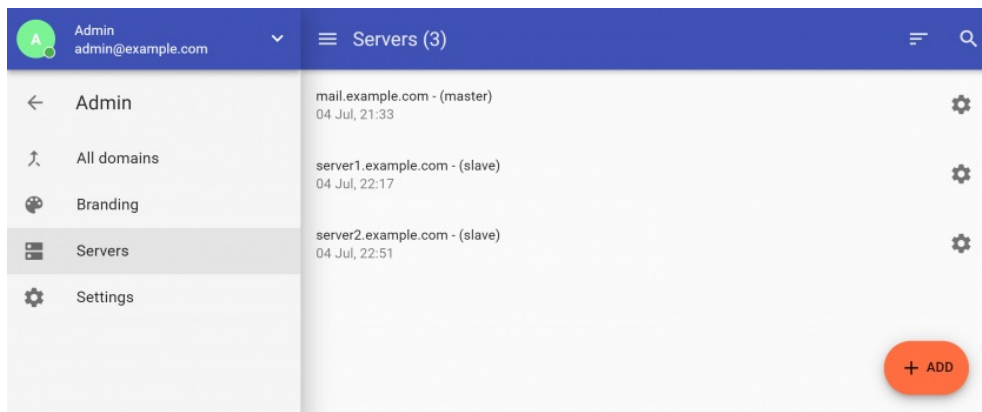 A
Admin
admin@example.com
Admin
All domains
Branding
Servers
Settings
Servers (3)
mail.example.com - (master)
04 Jul, 21:33
server1.example.com - (slave)
04 Jul, 22:17
server2.example.com - (slave)
04 Jul, 22:51
+ ADD